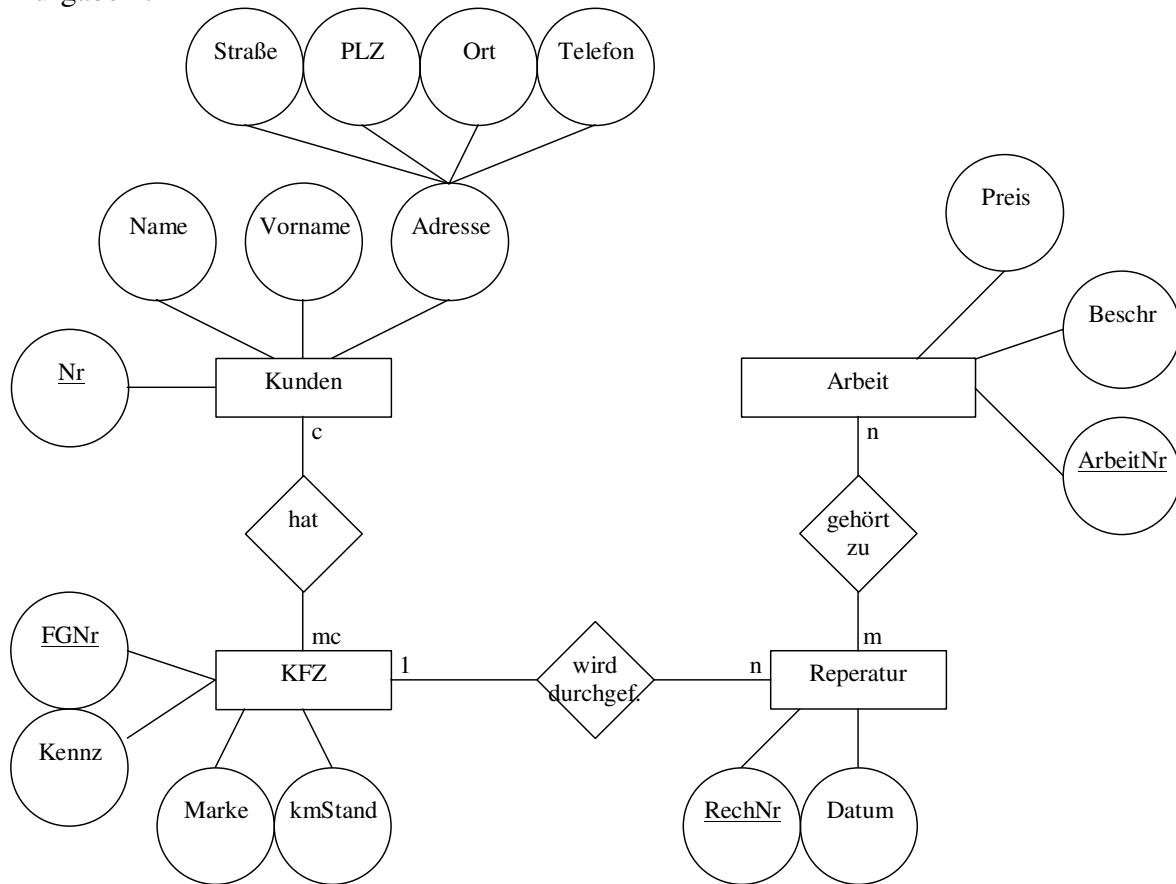 Straße PLZ Ort Telefon
Preis
Name Vorname Adresse
Beschr
Nr Kunden Arbeit
c n
ArbeitNr
hat gehört
zu
FGNr mc m
KFZ 1 wird n Reperatur
durchgef.
Kennz
Marke kmStand RechNr Datum